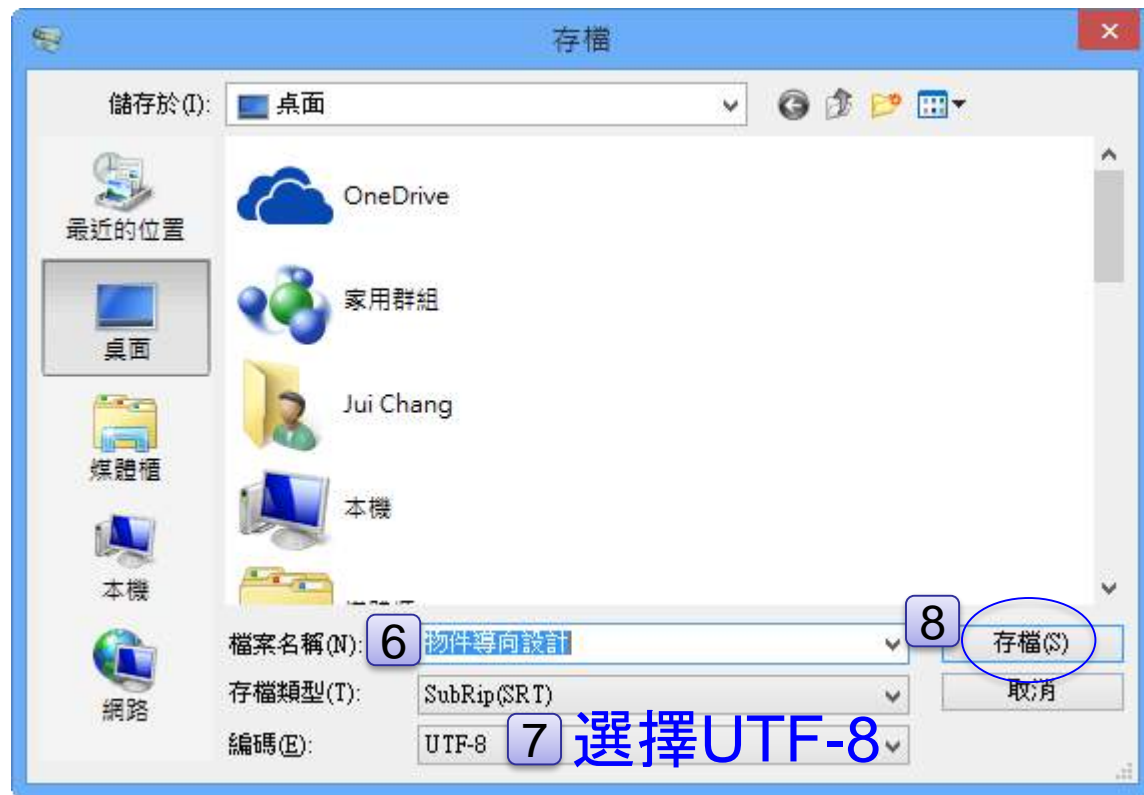 存檔
儲存於(I):
桌面
最近的位置
桌面
媒體櫃
本機
網路
OneDrive
家用群組
Jui Chang
本機
檔案名稱(N): 6 物件導向設計
8 存檔(S)
存檔類型(T): SubRip(SRT)
取消
編碼(E): UTF-8 7 選擇UTF-8